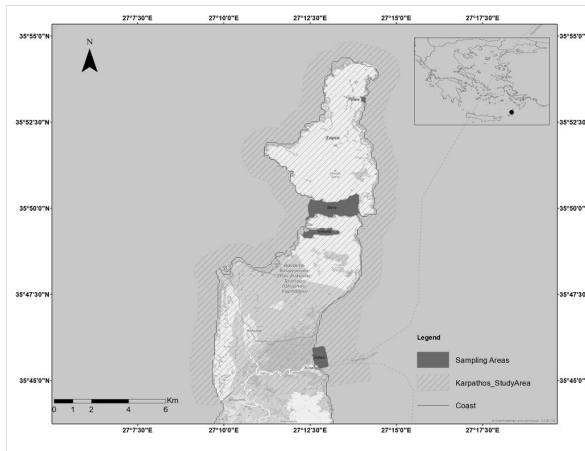 27°7'30"E 27°10'0"E 27°12'30"E 27°15'0"E 27°17'30"E
35°55'0"N 35°55'0"N
N
35°52'30"N 35°52'30"N
35°50'0"N 35°50'0"N
35°47'30"N 35°47'30"N
Legend
Sampling Areas
Karpathos_StudyArea
35°45'0"N 35°45'0"N
Coast
0 1 2 4 6 Km
27°7'30"E 27°10'0"E 27°12'30"E 27°15'0"E 27°17'30"E